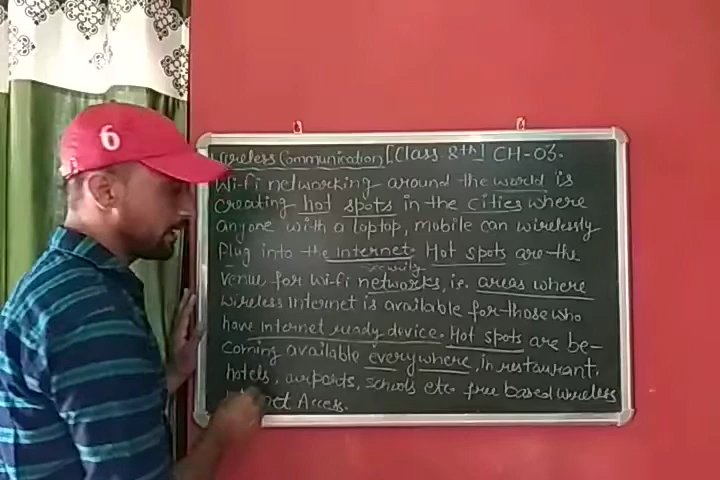 6
Wireless Communication [Class 8th] CH-03.
Wi-fi networking around the world is
creating hot spots in the cities where
anyone with a loptop, mobile can wirelessly
Plug into the Internet. Hot spots are the
venue for wi-fi networks, i.e. areas where
wireless Internet is available for those who
have Internet ready device. Hot spots are be-
coming available everywhere, in restaurant,
hotels, airports, schools etc. free based wireless
Access.